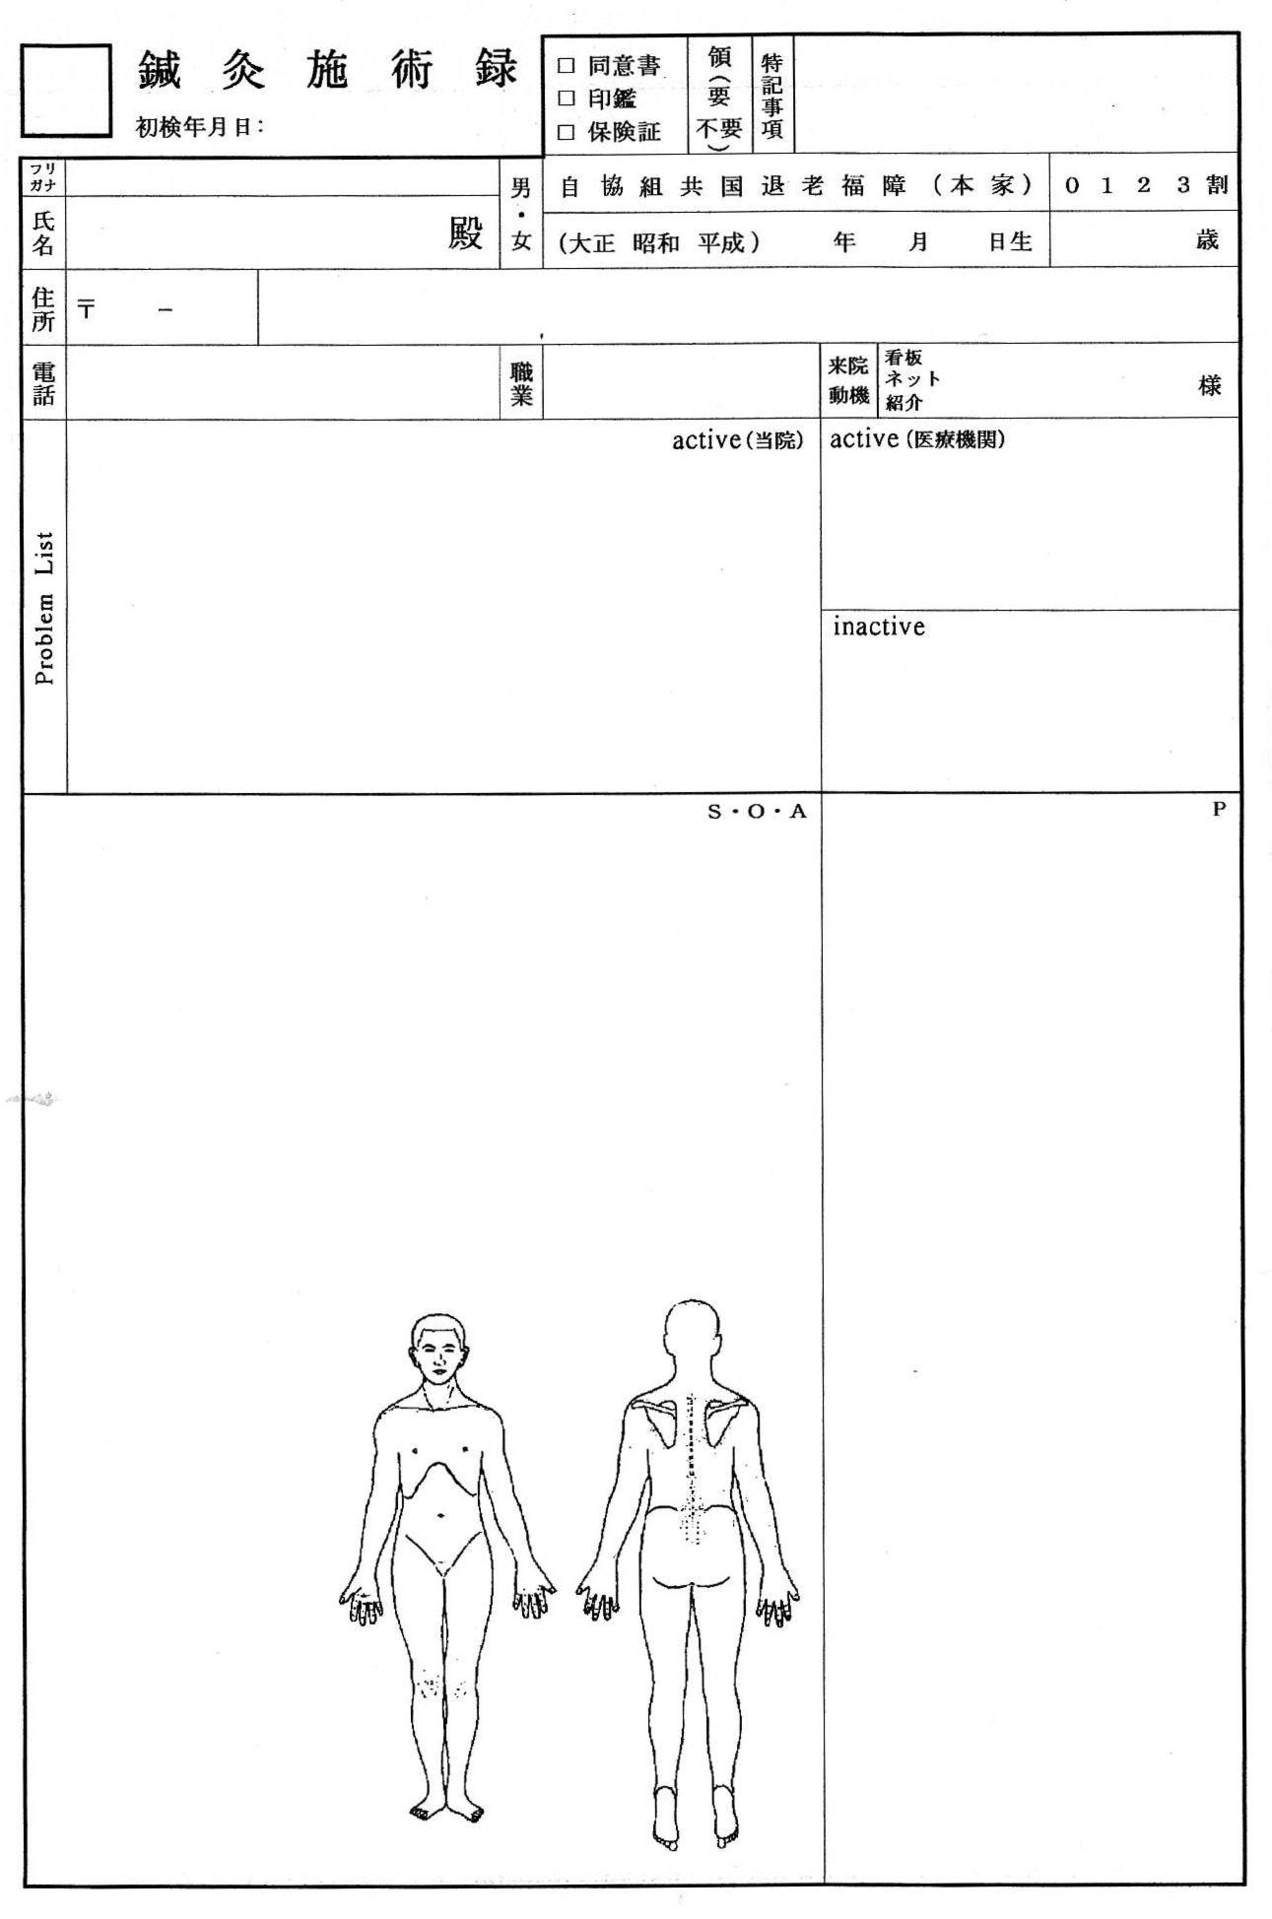 鍼灸施術録
初検年月日：
□ 同意書
□ 印鑑
□ 保険証
領（要 不要）
特記事項
フリガナ
氏名
殿
男・女
自 協 組 共 国 退 老 福 障 （本 家）
0 1 2 3 割
（大正 昭和 平成） 年 月 日生
歳
住所
〒 －
電話
職業
来院動機
看板
ネット
紹介
様
Problem List
active（当院）
active（医療機関）
inactive
S・O・A
P